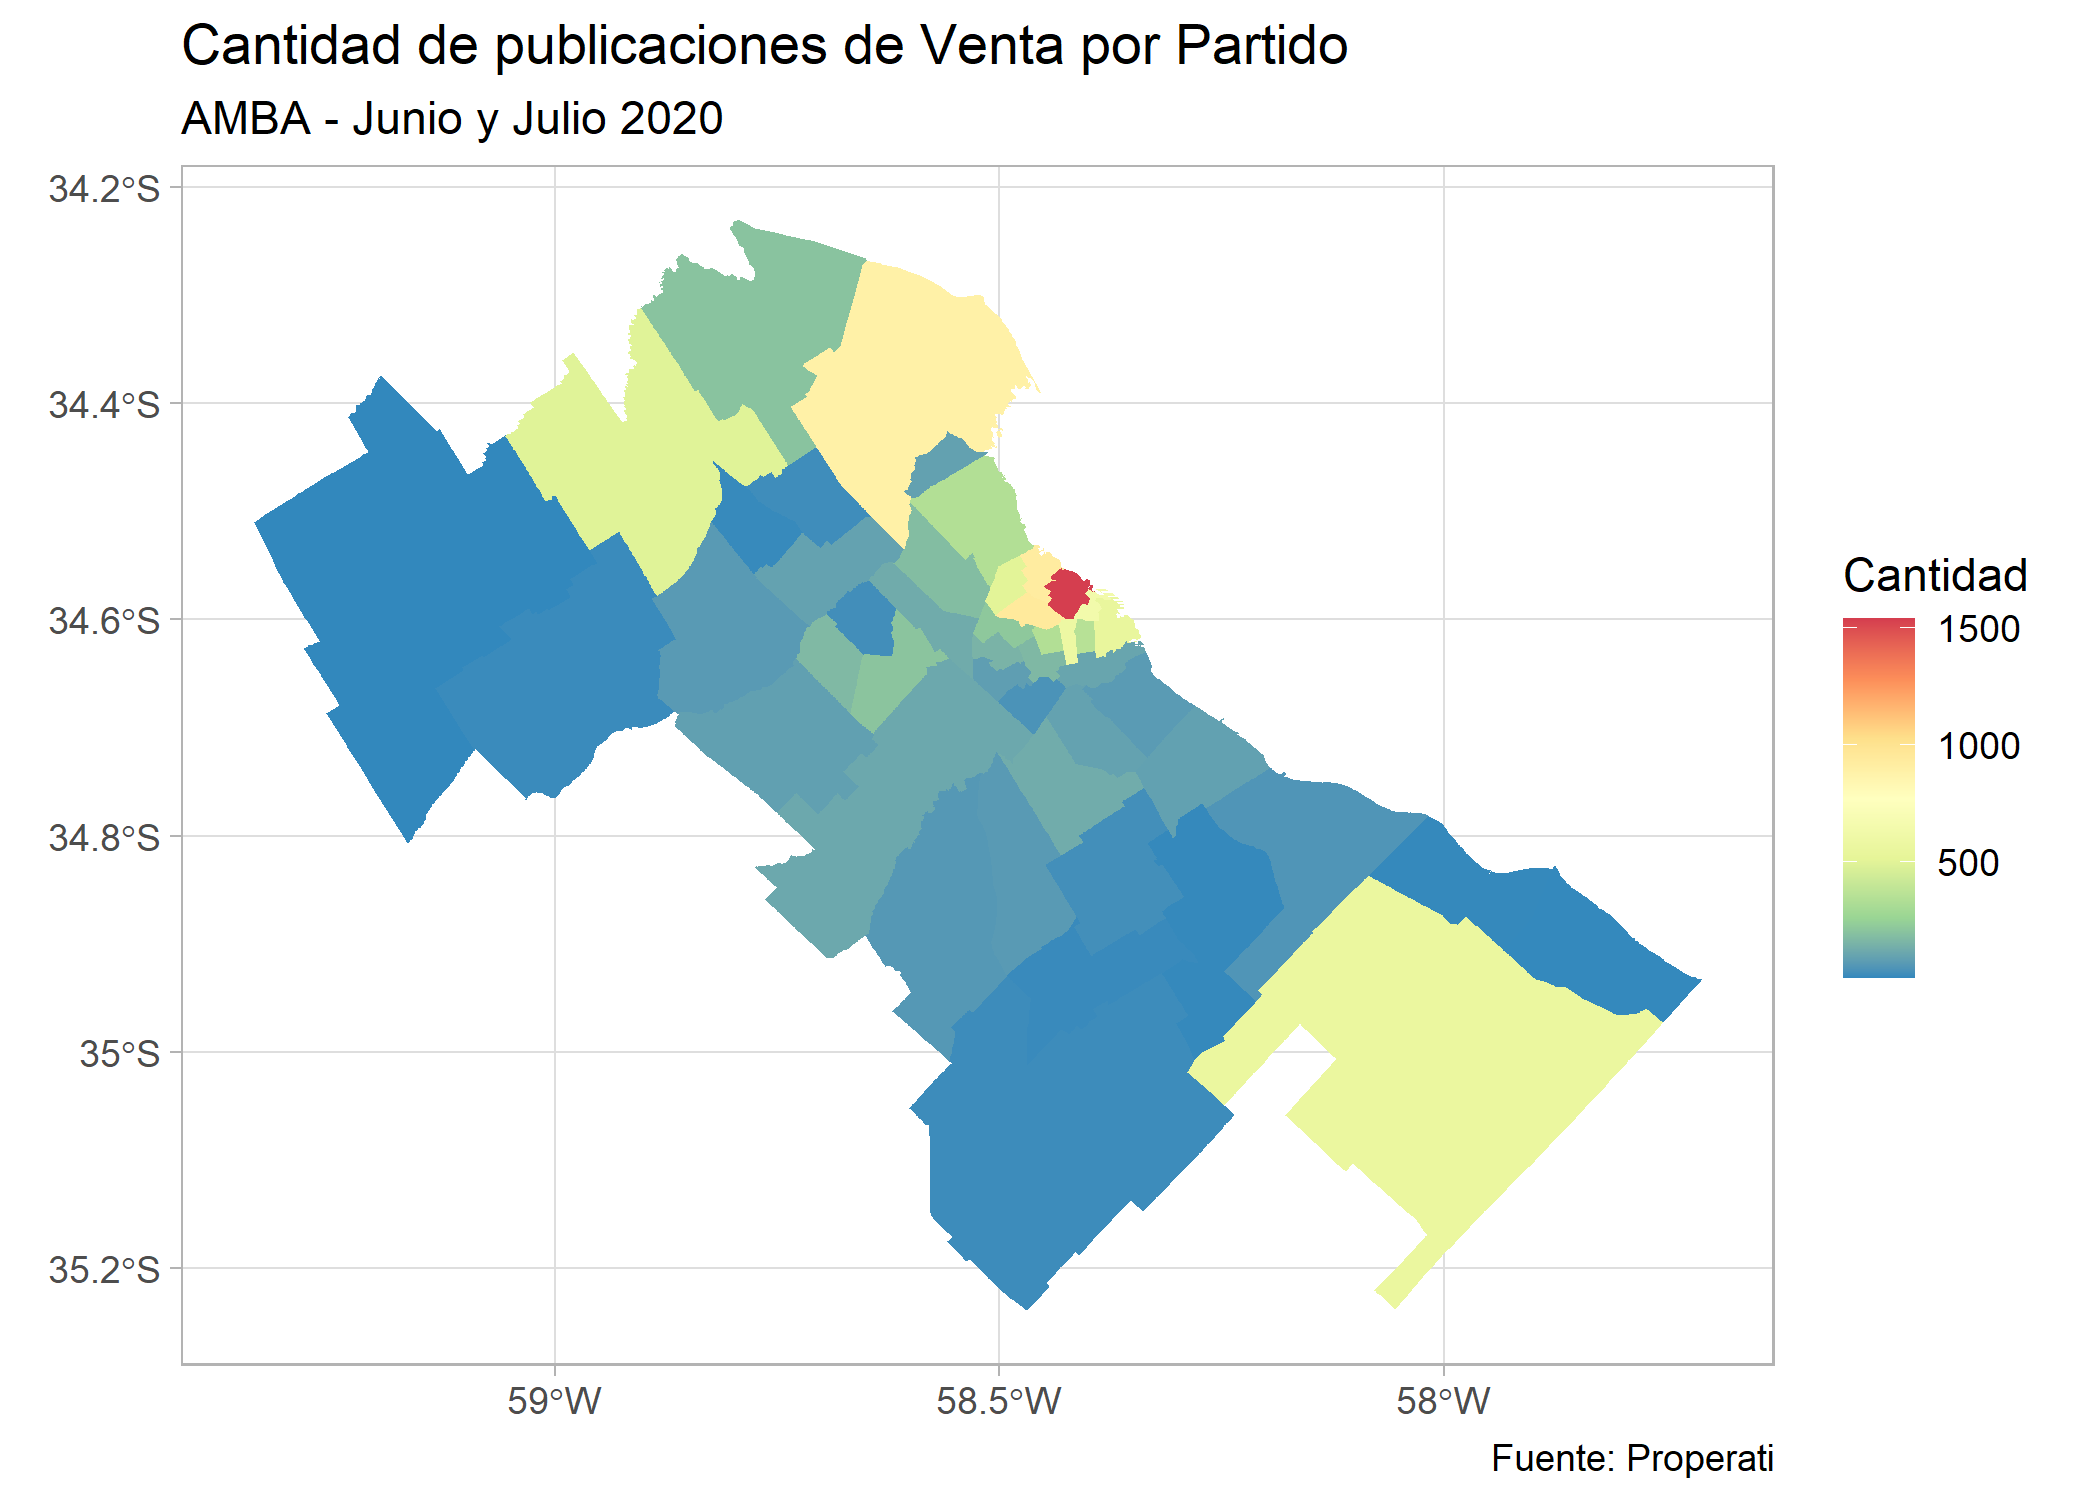 Cantidad de publicaciones de Venta por Partido
AMBA - Junio y Julio 2020
34.2°S
34.4°S
34.6°S
34.8°S
35°S
35.2°S
59°W
58.5°W
58°W
Cantidad
1500
1000
500
Fuente: Properati